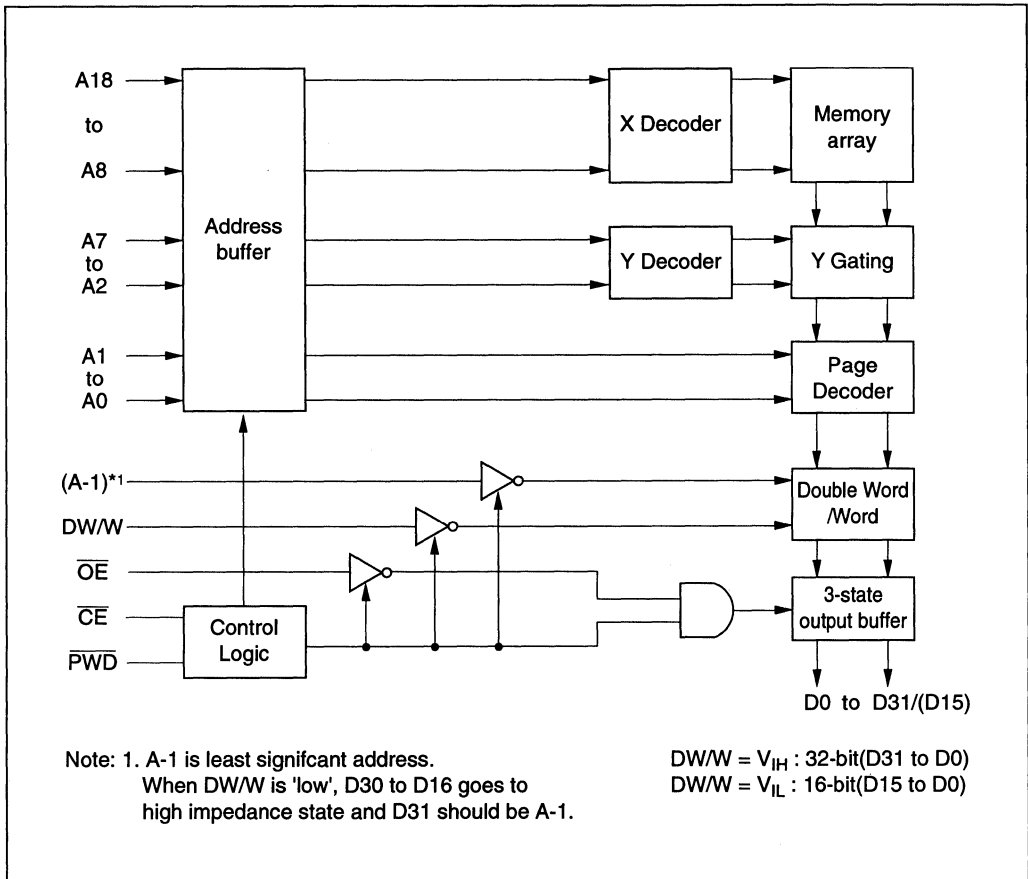 A18
to
A8
A7
to
A2
A1
to
A0
Address
buffer
X Decoder
Memory
array
Y Decoder
Y Gating
Page
Decoder
(A-1)*1
DW/W
OE
CE
PWD
Control
Logic
Double Word
/Word
3-state
output buffer
D0 to D31/(D15)
Note: 1. A-1 is least signifcant address.
When DW/W is 'low', D30 to D16 goes to
high impedance state and D31 should be A-1.
DW/W = VIH : 32-bit(D31 to D0)
DW/W = VIL : 16-bit(D15 to D0)